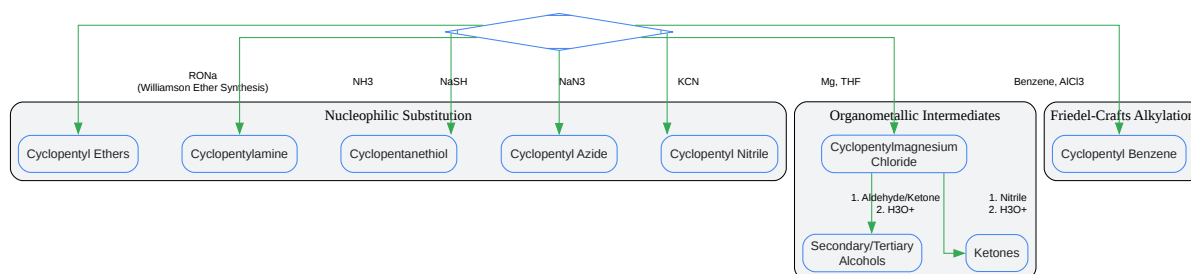 RONa
(Williamson Ether Synthesis)
NH3
NaSH
NaN3
KCN
Mg, THF
Benzene, AlCl3
Nucleophilic Substitution
Organometallic Intermediates
Friedel-Crafts Alkylation
Cyclopentyl Ethers
Cyclopentylamine
Cyclopentanethiol
Cyclopentyl Azide
Cyclopentyl Nitrile
Cyclopentylmagnesium
Chloride
Cyclopentyl Benzene
1. Aldehyde/Ketone
2. H3O+
1. Nitrile
2. H3O+
Secondary/Tertiary
Alcohols
Ketones